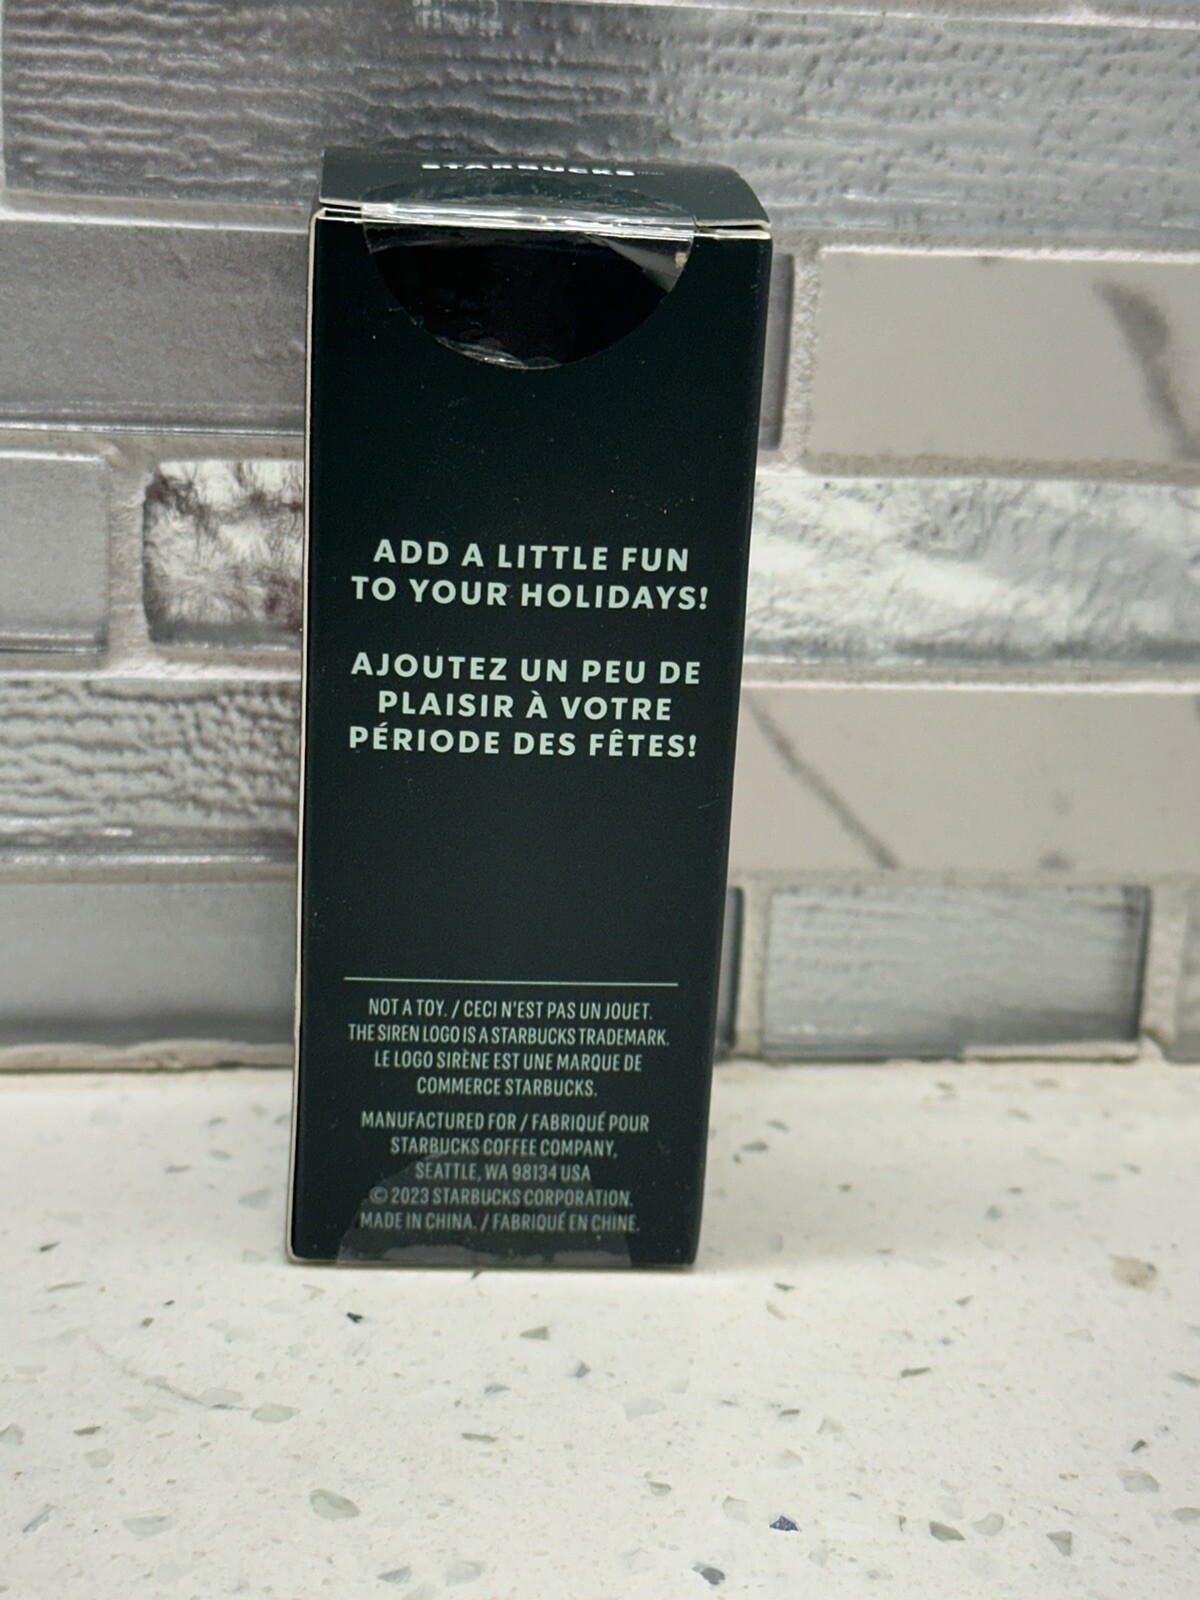 STARBUCKS
ADD A LITTLE FUN
TO YOUR HOLIDAYS!
AJOUTEZ UN PEU DE
PLAISIR À VOTRE
PÉRIODE DES FÊTES!
NOT A TOY. / CECI N'EST PAS UN JOUET.
THE SIREN LOGO IS A STARBUCKS TRADEMARK.
LE LOGO SIRÈNE EST UNE MARQUE DE
COMMERCE STARBUCKS.
MANUFACTURED FOR / FABRIQUÉ POUR
STARBUCKS COFFEE COMPANY,
SEATTLE, WA 98134 USA
© 2023 STARBUCKS CORPORATION.
MADE IN CHINA. / FABRIQUÉ EN CHINE.